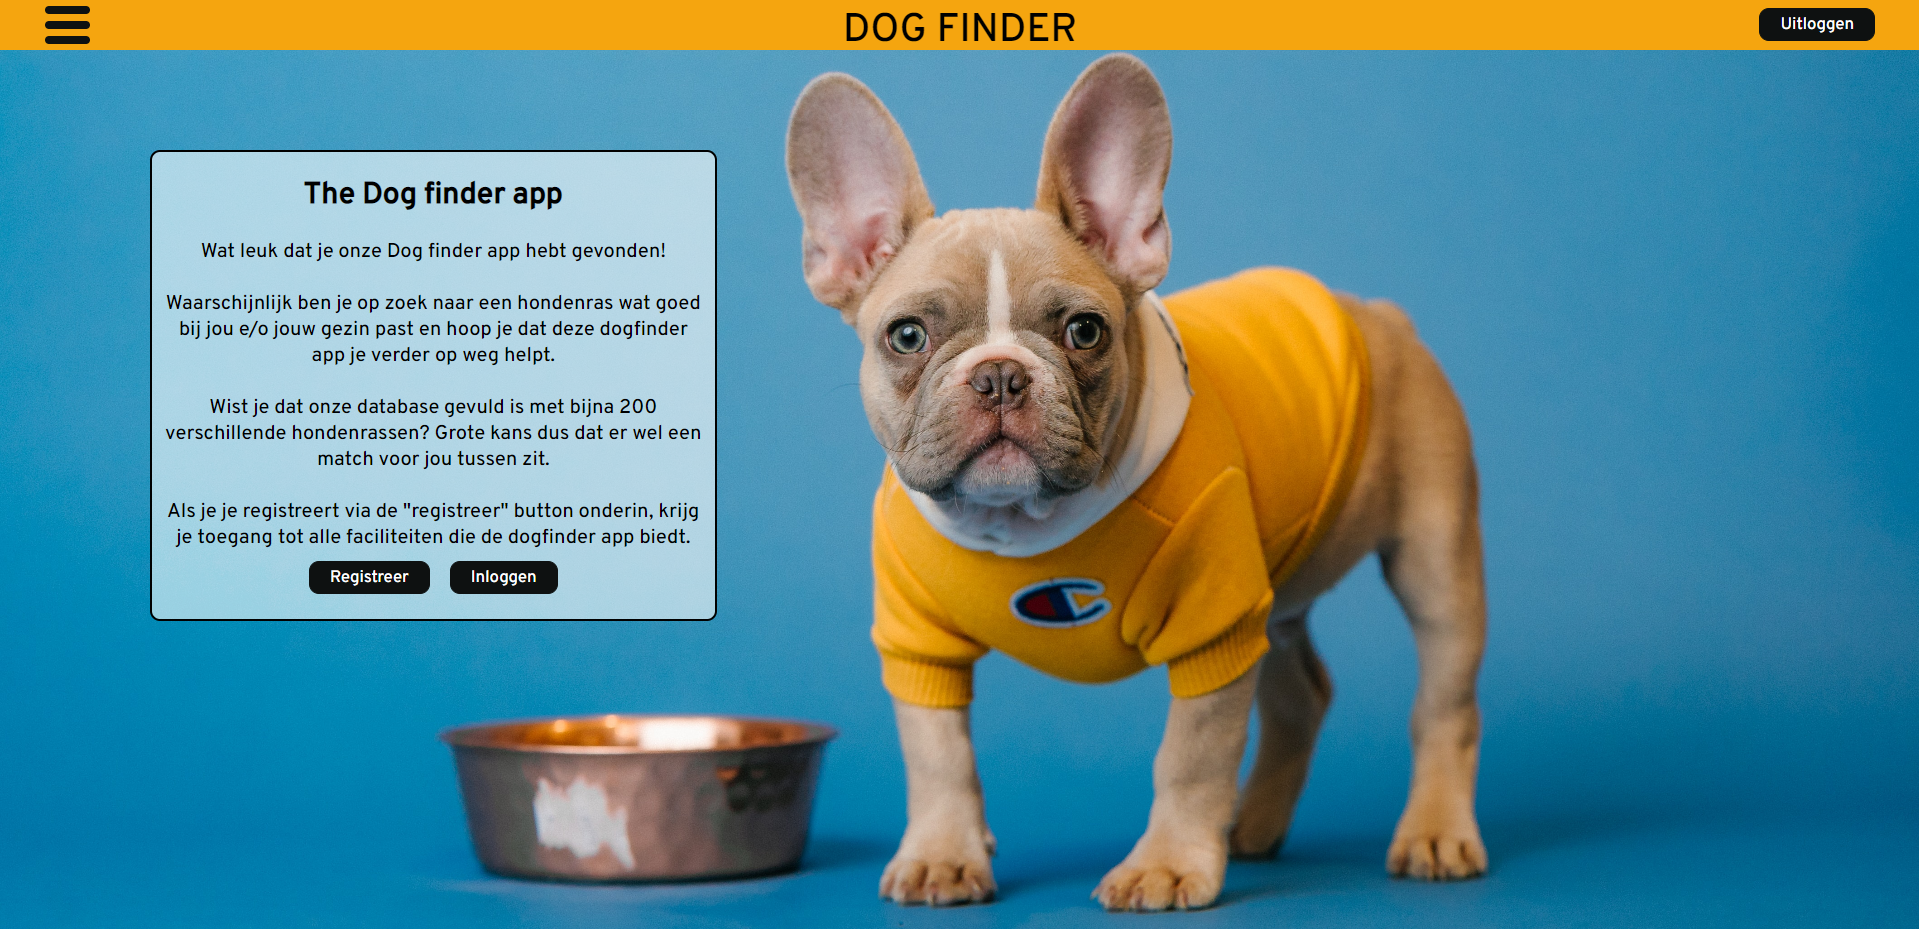 DOG FINDER
Uitloggen
The Dog finder app
Wat leuk dat je onze Dog finder app hebt gevonden!
Waarschijnlijk ben je op zoek naar een hondenras wat goed
bij jou e/o jouw gezin past en hoop je dat deze dogfinder
app je verder op weg helpt.
Wist je dat onze database gevuld is met bijna 200
verschillende hondenrassen? Grote kans dus dat er wel een
match voor jou tussen zit.
Als je je registreert via de "registreer" button onderin, krijg
je toegang tot alle faciliteiten die de dogfinder app biedt.
Registreer Inloggen